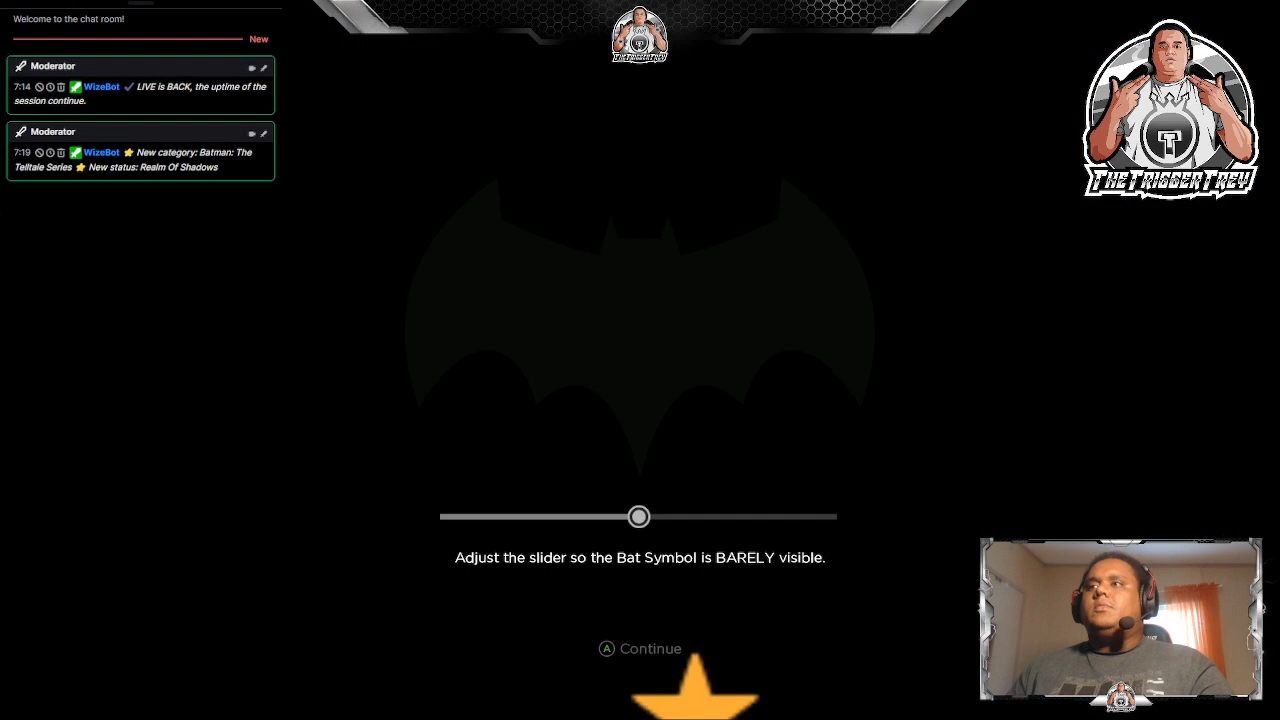 Welcome to the chat room!
New
Moderator
7:14 WizeBot LIVE is BACK, the uptime of the
session continue.
Moderator
7:19 WizeBot New category: Batman: The
Telltale Series New status: Realm Of Shadows
THETRIGGERTREY
T
THETRIGGERTREY
Adjust the slider so the Bat Symbol is BARELY visible.
A Continue